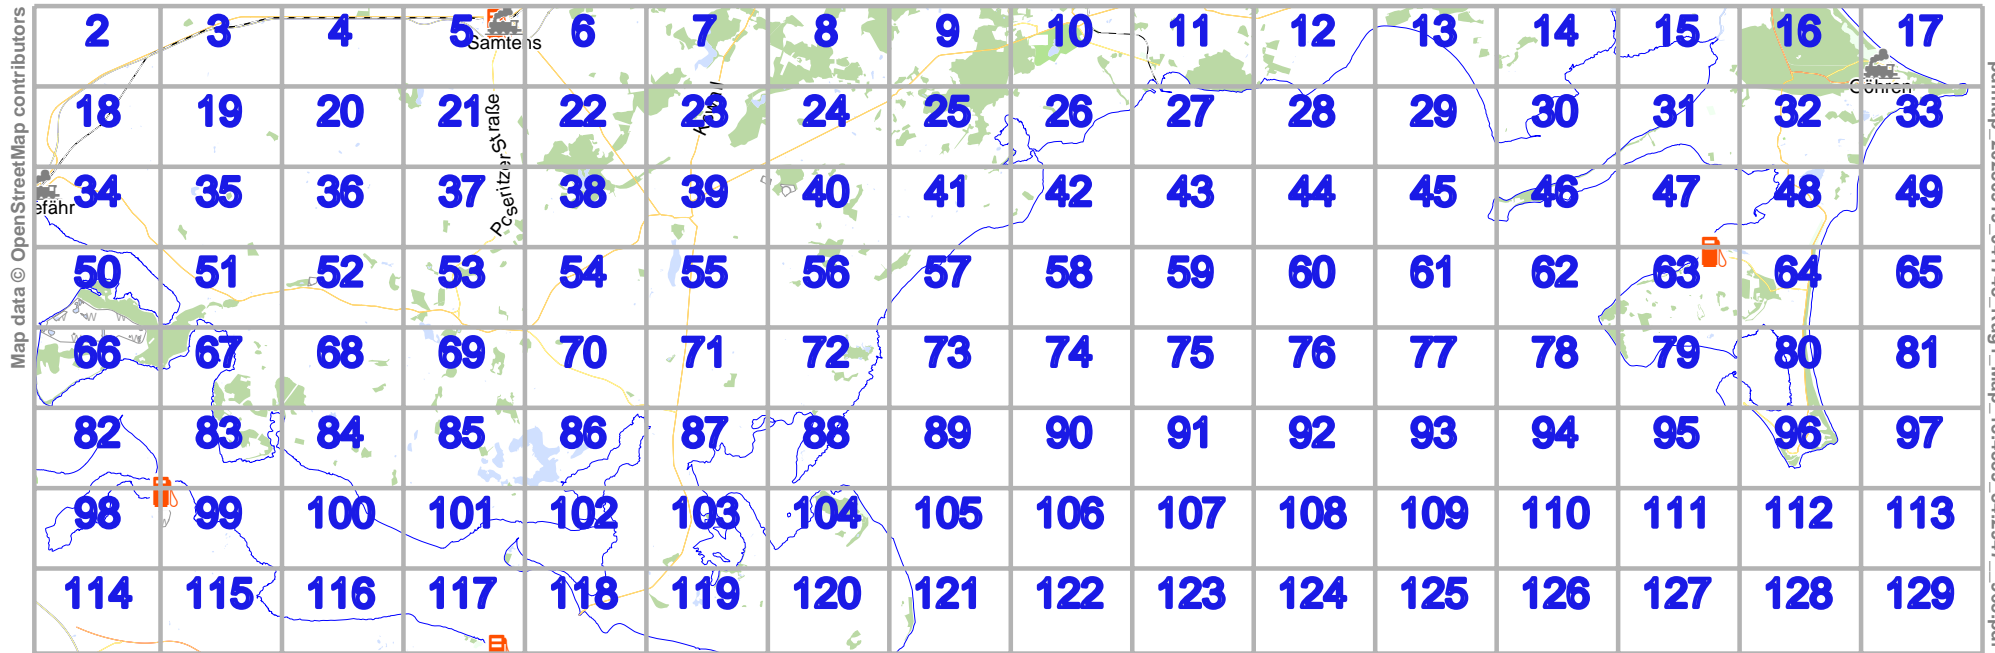 Map data © OpenStreetMap contributors
2 3 4 5 6 7 8 9 10 11 12 13 14 15 16 17
Samtens
Göhren
18 19 20 21 22 23 24 25 26 27 28 29 30 31 32 33
34 35 36 37 38 39 40 41 42 43 44 45 46 47 48 49
efähr
Poseritzer Straße
50 51 52 53 54 55 56 57 58 59 60 61 62 63 64 65
66 67 68 69 70 71 72 73 74 75 76 77 78 79 80 81
82 83 84 85 86 87 88 89 90 91 92 93 94 95 96 97
98 99 100 101 102 103 104 105 106 107 108 109 110 111 112 113
114 115 116 117 118 119 120 121 122 123 124 125 126 127 128 129